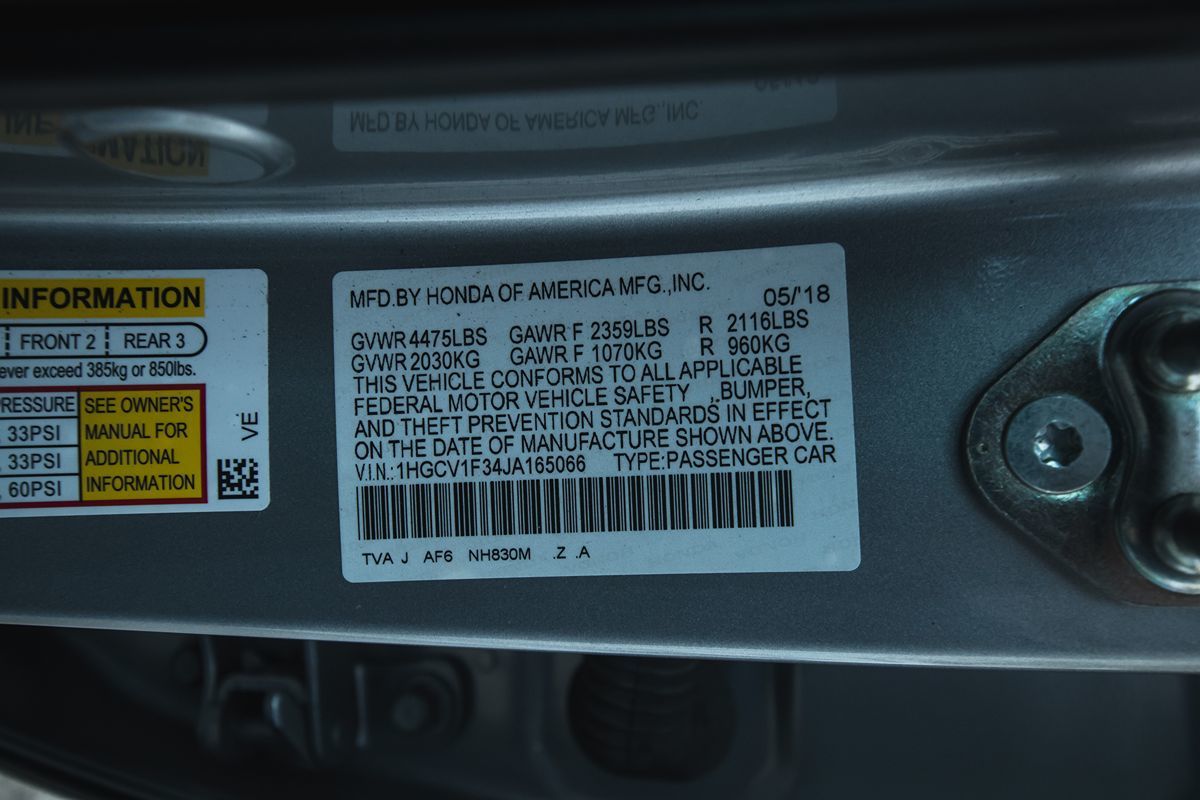 MFD.BY HONDA OF AMERICA MFG.,INC.
INFORMATION
FRONT 2 REAR 3
ever exceed 385kg or 850lbs.
PRESSURE
33PSI
33PSI
60PSI
SEE OWNER'S
MANUAL FOR
ADDITIONAL
INFORMATION
VE
MFD.BY HONDA OF AMERICA MFG.,INC.
05/'18
GVWR 4475LBS GAWR F 2359LBS R 2116LBS
GVWR 2030KG GAWR F 1070KG R 960KG
THIS VEHICLE CONFORMS TO ALL APPLICABLE
FEDERAL MOTOR VEHICLE SAFETY ,.BUMPER,
AND THEFT PREVENTION STANDARDS IN EFFECT
ON THE DATE OF MANUFACTURE SHOWN ABOVE.
V.I.N.:1HGCV1F34JA165066 TYPE:PASSENGER CAR
TVA J AF6 NH830M .Z .A